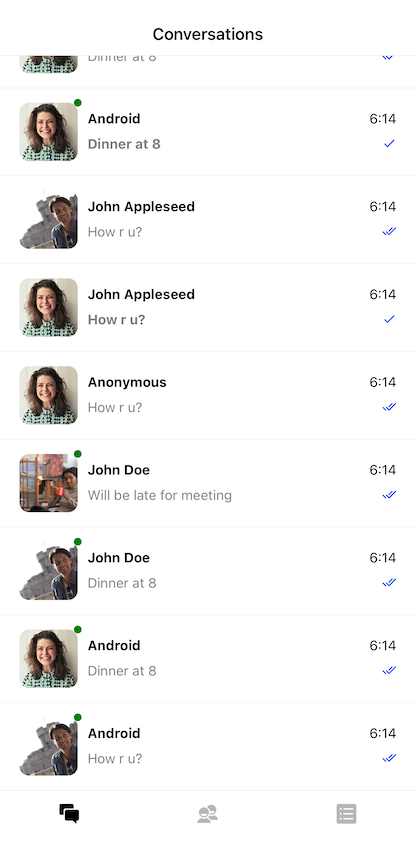 Conversations
Dinner at 8
Android 6:14
Dinner at 8
John Appleseed 6:14
How r u?
John Appleseed 6:14
How r u?
Anonymous 6:14
How r u?
John Doe 6:14
Will be late for meeting
John Doe 6:14
Dinner at 8
Android 6:14
Dinner at 8
Android 6:14
How r u?